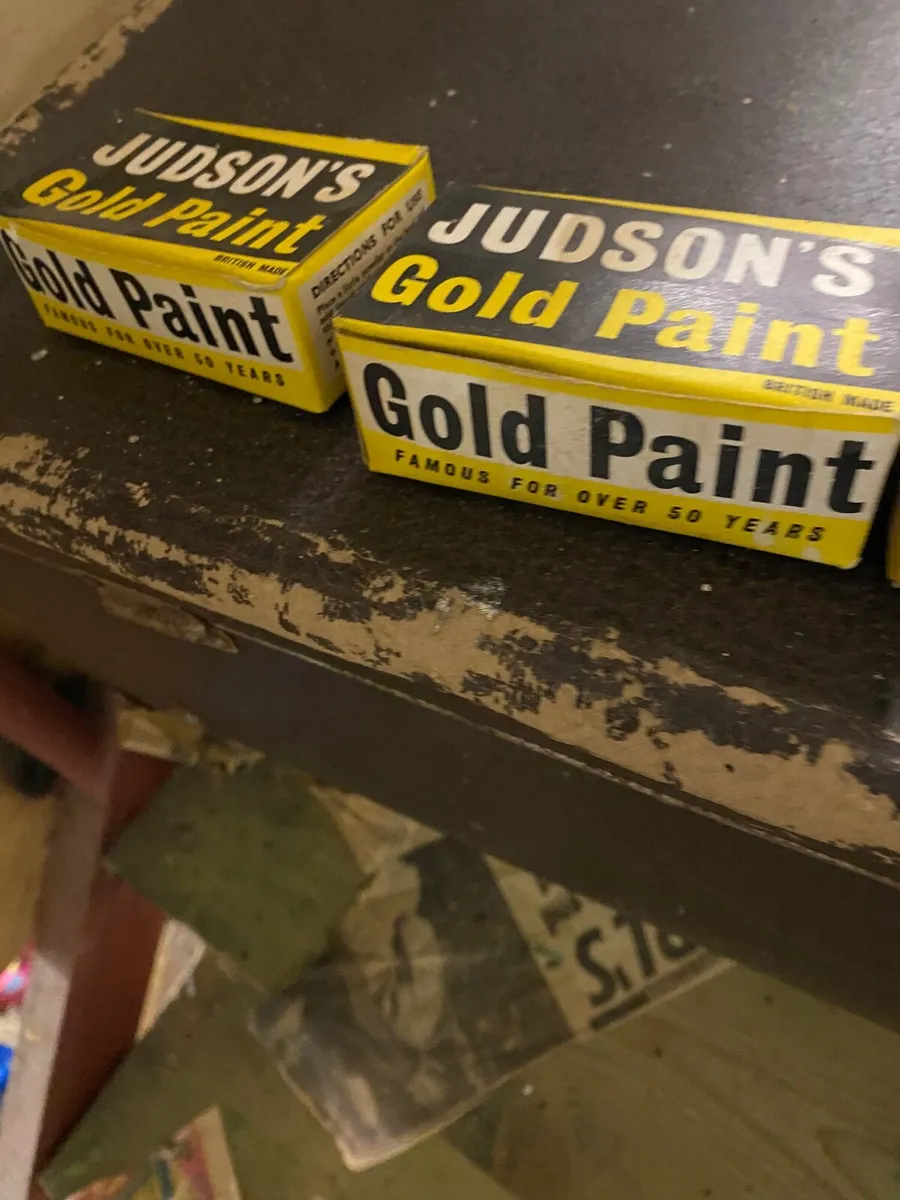 JUDSON'S
Gold Paint
BRITISH MADE
Gold Paint
FAMOUS FOR OVER 50 YEARS
DIRECTIONS FOR USE
JUDSON'S
Gold Paint
BRITISH MADE
Gold Paint
FAMOUS FOR OVER 50 YEARS